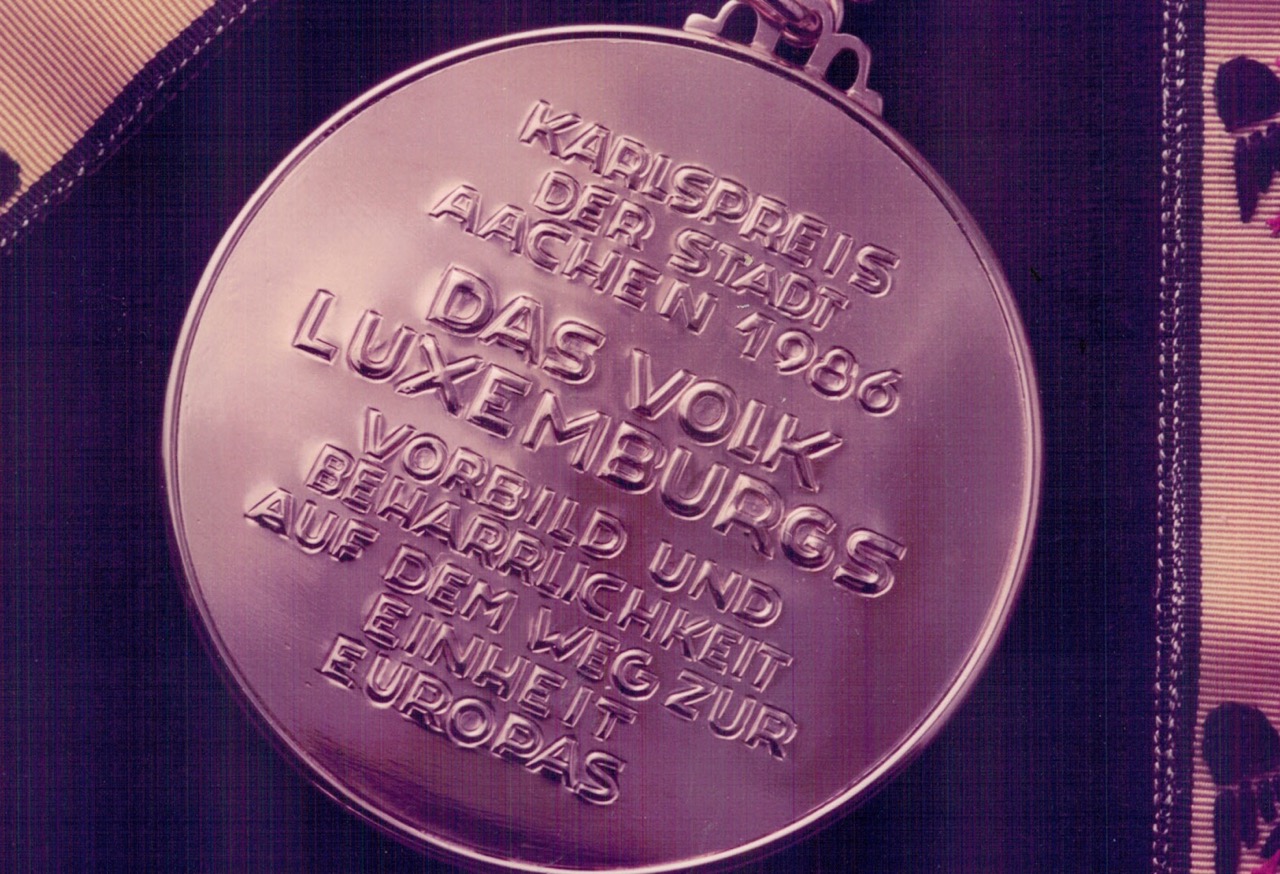 KARLSPREIS
DER STADT
AACHEN 1986
DAS VOLK
LUXEMBURGS
VORBILD UND
BEHARRLICHKEIT
AUF DEM WEG ZUR
EINHEIT
EUROPAS